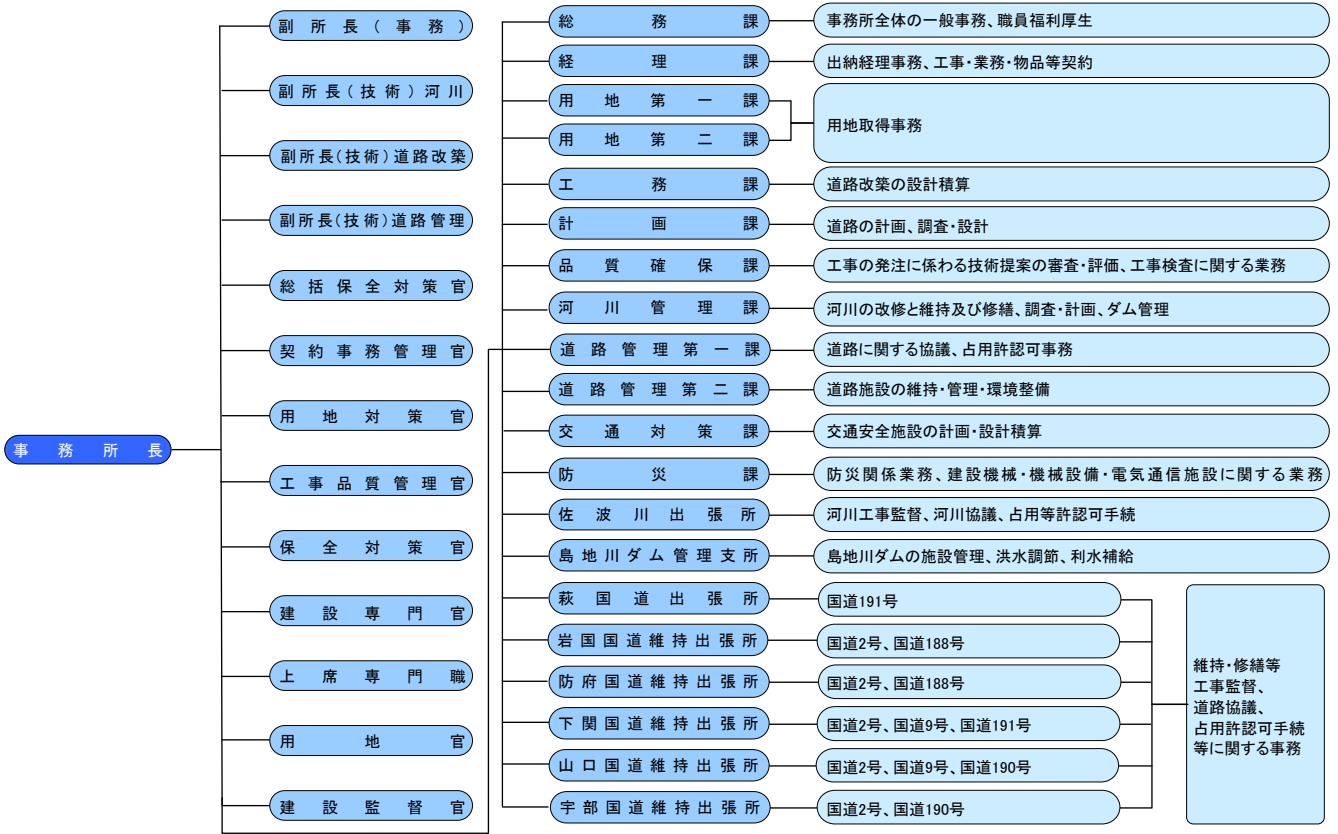 事務所長
副所長(事務)
副所長(技術)河川
副所長(技術)道路改築
副所長(技術)道路管理
総括保全対策官
契約事務管理官
用地対策官
工事品質管理官
保全対策官
建設専門官
上席専門職
用地官
建設監督官
総務課
事務所全体の一般事務、職員福利厚生
経理課
出納経理事務、工事・業務・物品等契約
用地第一課
用地第二課
用地取得事務
工務課
道路改築の設計積算
計画課
道路の計画、調査・設計
品質確保課
工事の発注に係わる技術提案の審査・評価、工事検査に関する業務
河川管理課
河川の改修と維持及び修繕、調査・計画、ダム管理
道路管理第一課
道路に関する協議、占用許認可事務
道路管理第二課
道路施設の維持・管理・環境整備
交通対策課
交通安全施設の計画・設計積算
防災課
防災関係業務、建設機械・機械設備・電気通信施設に関する業務
佐波川出張所
河川工事監督、河川協議、占用等許認可手続
島地川ダム管理支所
島地川ダムの施設管理、洪水調節、利水補給
萩国道出張所
国道191号
岩国国道維持出張所
国道2号、国道188号
防府国道維持出張所
国道2号、国道188号
下関国道維持出張所
国道2号、国道9号、国道191号
山口国道維持出張所
国道2号、国道9号、国道190号
宇部国道維持出張所
国道2号、国道190号
維持・修繕等
工事監督、
道路協議、
占用許認可手続
等に関する事務